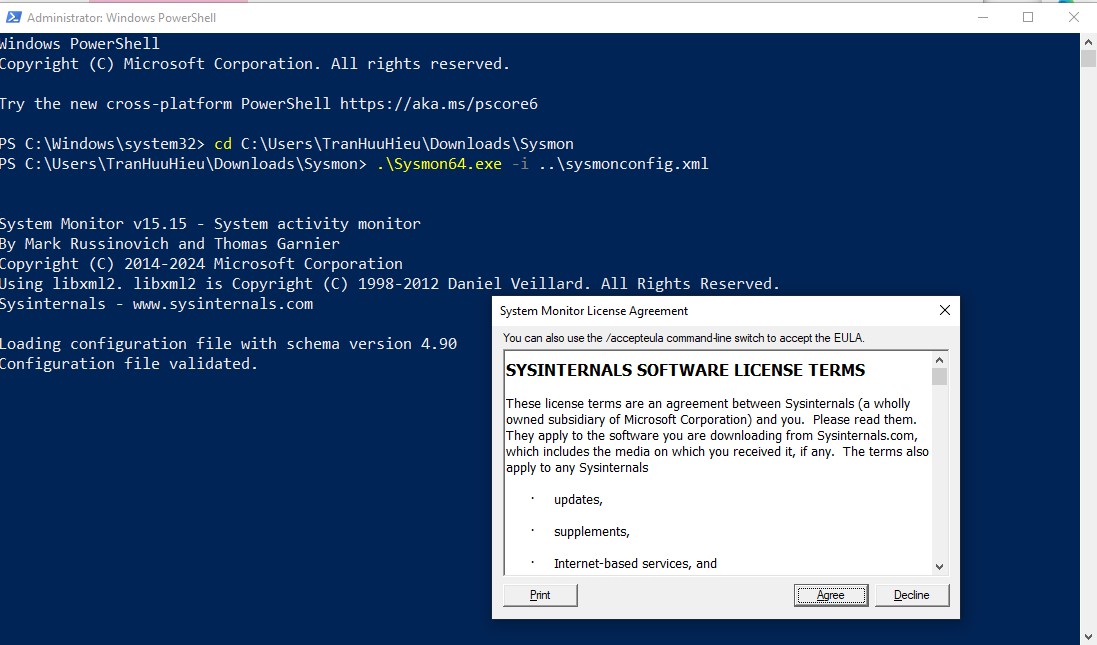 Administrator: Windows PowerShell
Windows PowerShell
Copyright (C) Microsoft Corporation. All rights reserved.
Try the new cross-platform PowerShell https://aka.ms/pscore6
PS C:\Windows\system32> cd C:\Users\TranHuuHieu\Downloads\Sysmon
PS C:\Users\TranHuuHieu\Downloads\Sysmon> .\Sysmon64.exe -i ..\sysmonconfig.xml
System Monitor v15.15 - System activity monitor
By Mark Russinovich and Thomas Garnier
Copyright (C) 2014-2024 Microsoft Corporation
Using libxml2. libxml2 is Copyright (C) 1998-2012 Daniel Veillard. All Rights Reserved.
Sysinternals - www.sysinternals.com
Loading configuration file with schema version 4.90
Configuration file validated.
System Monitor License Agreement
You can also use the /accepteula command-line switch to accept the EULA.
SYSINTERNALS SOFTWARE LICENSE TERMS
These license terms are an agreement between Sysinternals (a wholly
owned subsidiary of Microsoft Corporation) and you. Please read them.
They apply to the software you are downloading from Sysinternals.com,
which includes the media on which you received it, if any. The terms also
apply to any Sysinternals
· updates,
· supplements,
· Internet-based services, and
Print
Agree
Decline